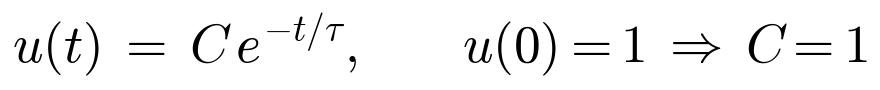 u(t) = Ce^{-t/τ},    u(0) = 1 ⇒ C = 1